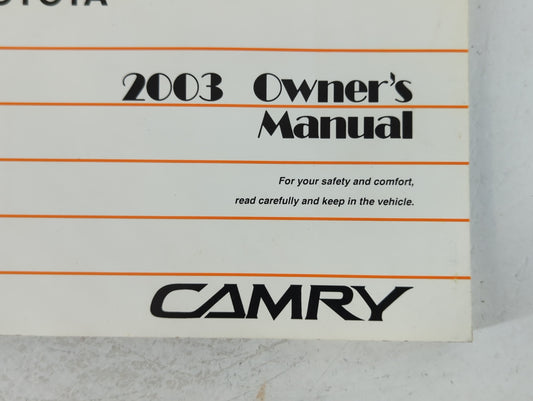 2003 Owner's
Manual
For your safety and comfort,
read carefully and keep in the vehicle.
CAMRY